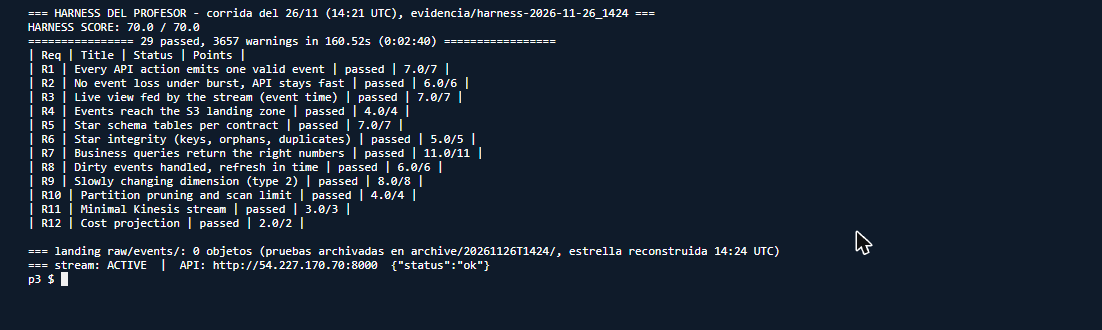 === HARNESS DEL PROFESOR - corrida del 26/11 (14:21 UTC), evidencia/harness-2026-11-26_1424 ===
HARNESS SCORE: 70.0 / 70.0
================ 29 passed, 3657 warnings in 160.52s (0:02:40) =================
| Req | Title | Status | Points |
| R1 | Every API action emits one valid event | passed | 7.0/7 |
| R2 | No event loss under burst, API stays fast | passed | 6.0/6 |
| R3 | Live view fed by the stream (event time) | passed | 7.0/7 |
| R4 | Events reach the S3 landing zone | passed | 4.0/4 |
| R5 | Star schema tables per contract | passed | 7.0/7 |
| R6 | Star integrity (keys, orphans, duplicates) | passed | 5.0/5 |
| R7 | Business queries return the right numbers | passed | 11.0/11 |
| R8 | Dirty events handled, refresh in time | passed | 6.0/6 |
| R9 | Slowly changing dimension (type 2) | passed | 8.0/8 |
| R10 | Partition pruning and scan limit | passed | 4.0/4 |
| R11 | Minimal Kinesis stream | passed | 3.0/3 |
| R12 | Cost projection | passed | 2.0/2 |
=== landing raw/events/: 0 objetos (pruebas archivadas en archive/20261126T1424/, estrella reconstruida 14:24 UTC)
=== stream: ACTIVE  |  API: http://54.227.170.70:8000  {"status":"ok"}
p3 $